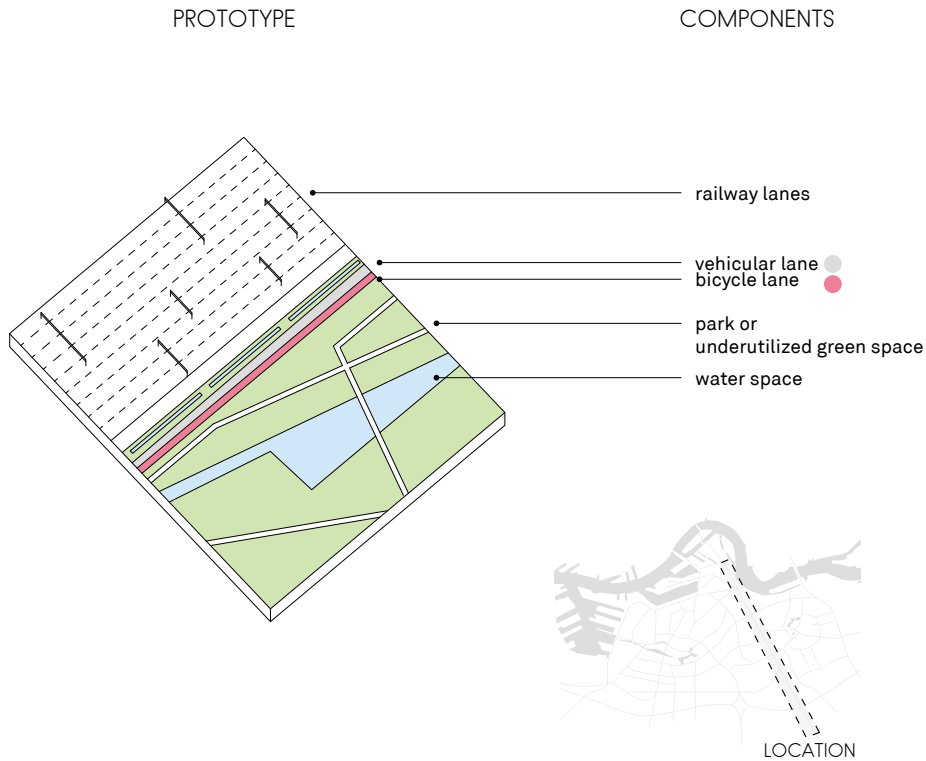 PROTOTYPE
COMPONENTS
railway lanes
vehicular lane
bicycle lane
park or
underutilized green space
water space
LOCATION